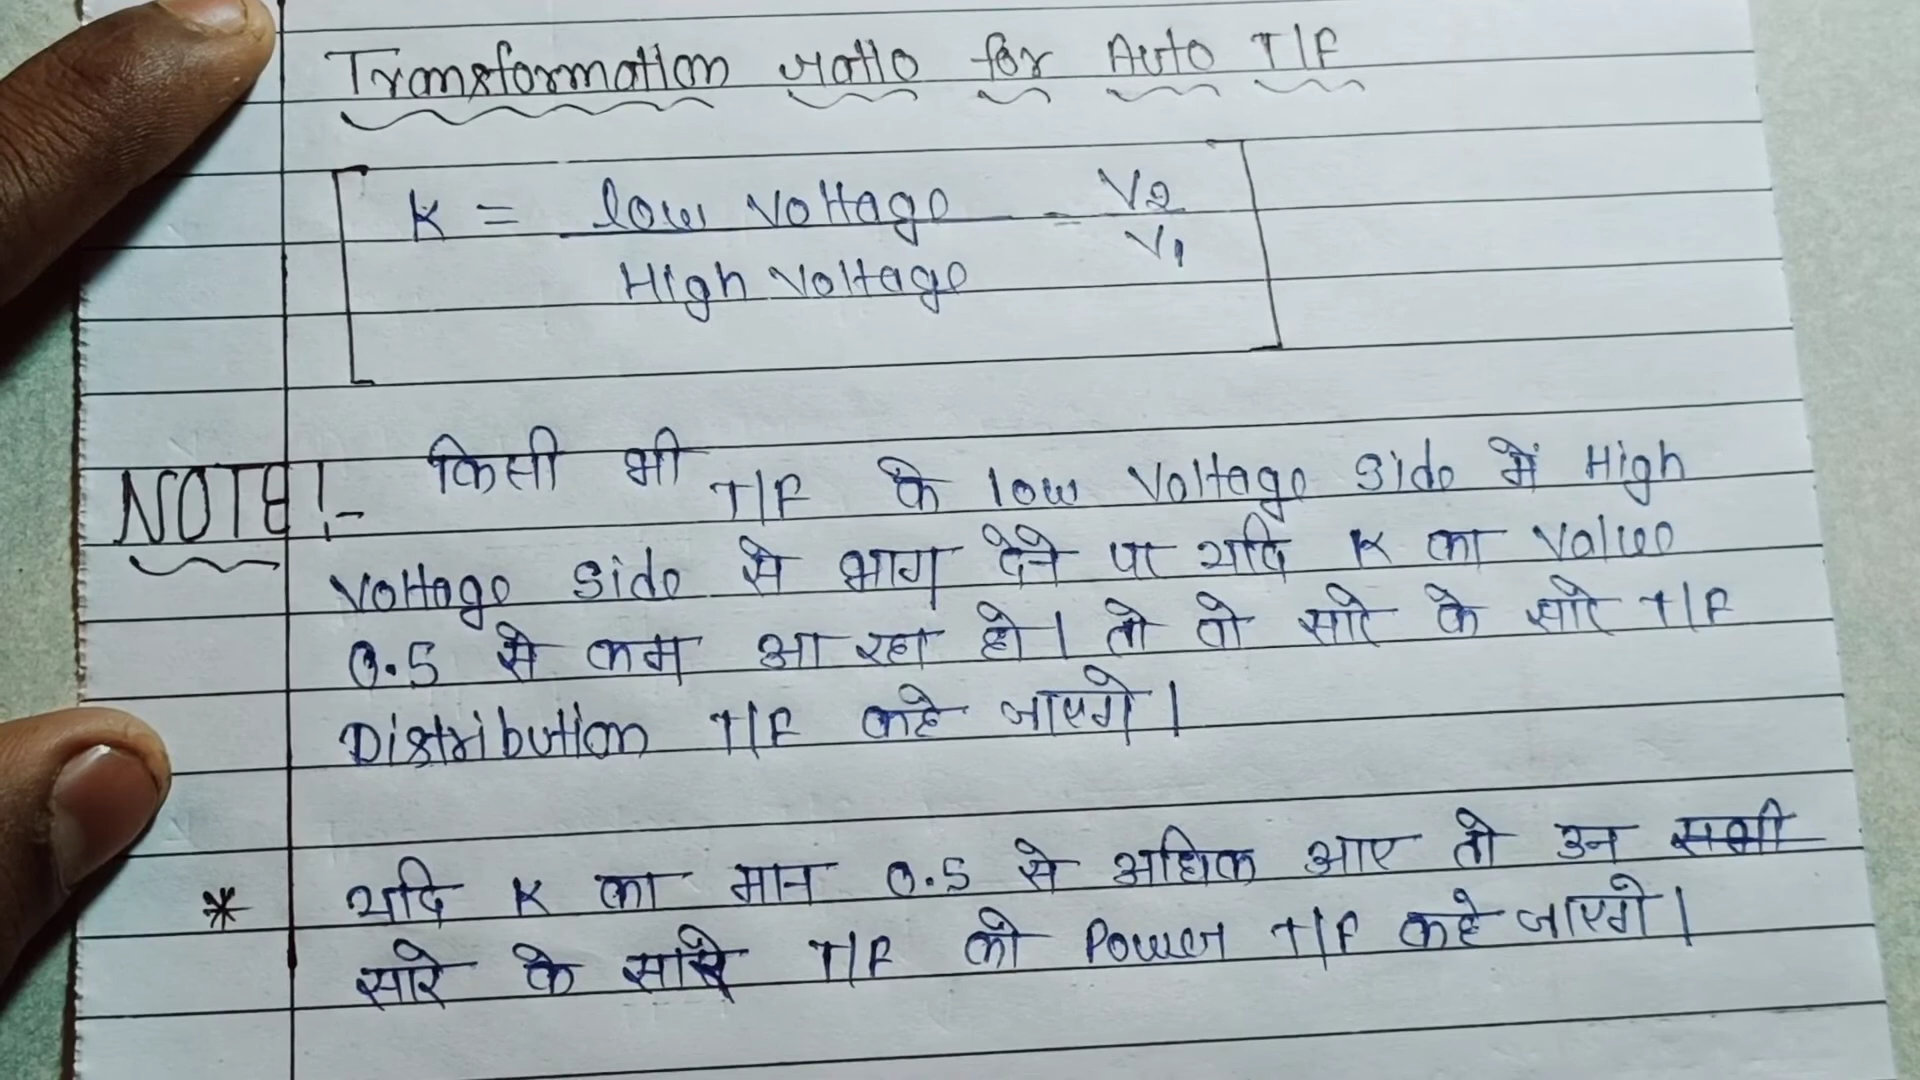 Transformation ratio for Auto T/F
K = low voltage / High voltage = V2 / V1
NOTE!- किसी भी T/F के low voltage side में High
voltage side से भाग देने पर यदि K का value
0.5 से कम आ रहा हो। तो वो सारे के सारे T/F
Distribution T/F कहे जाएगे।
* यदि K का मान 0.5 से अधिक आए तो उन सभी
सारे के सारे T/F को Power T/F कहे जाएगे।